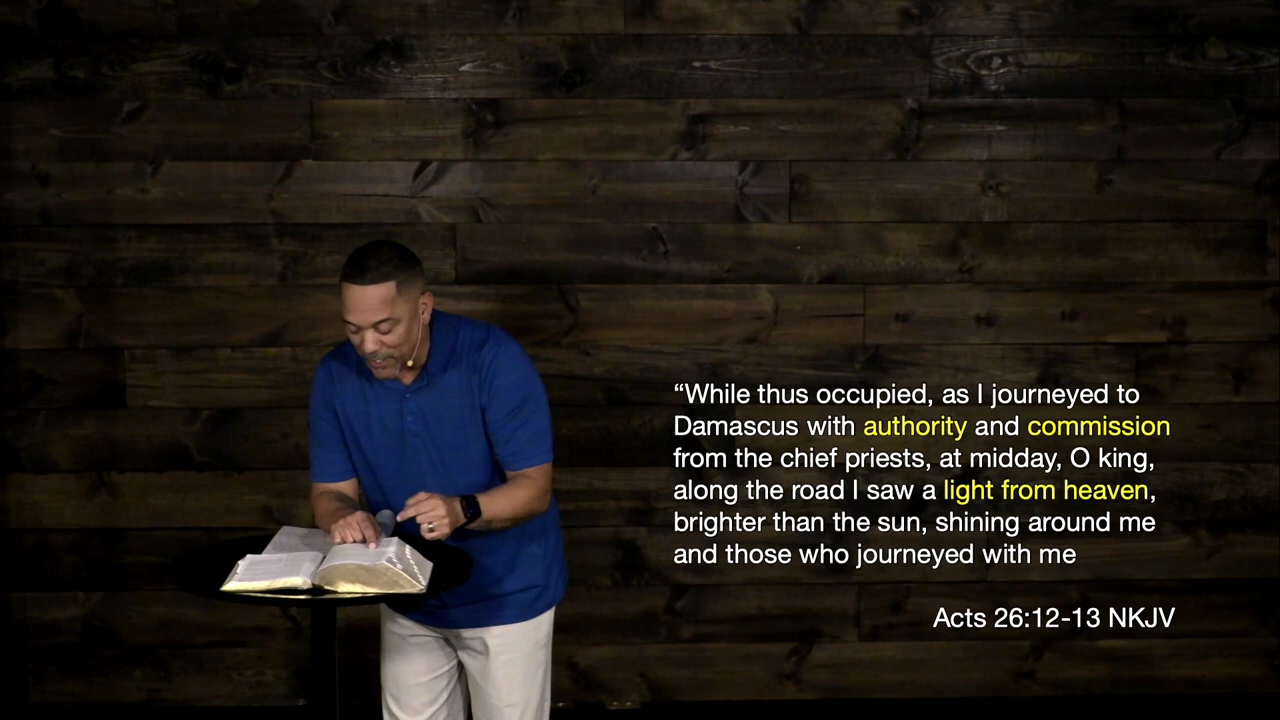 “While thus occupied, as I journeyed to
Damascus with authority and commission
from the chief priests, at midday, O king,
along the road I saw a light from heaven,
brighter than the sun, shining around me
and those who journeyed with me
Acts 26:12-13 NKJV